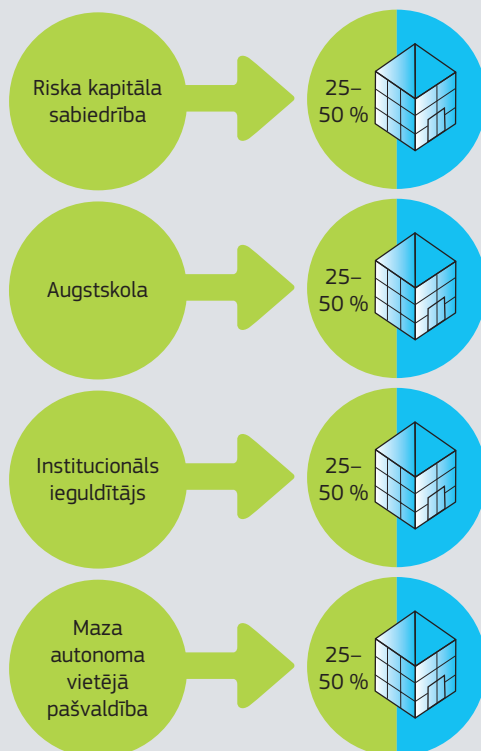 Riska kapitāla
sabiedrība
25–
50 %
Augstskola
25–
50 %
Institucionāls
ieguldītājs
25–
50 %
Maza
autonoma
vietējā
pašvaldība
25–
50 %